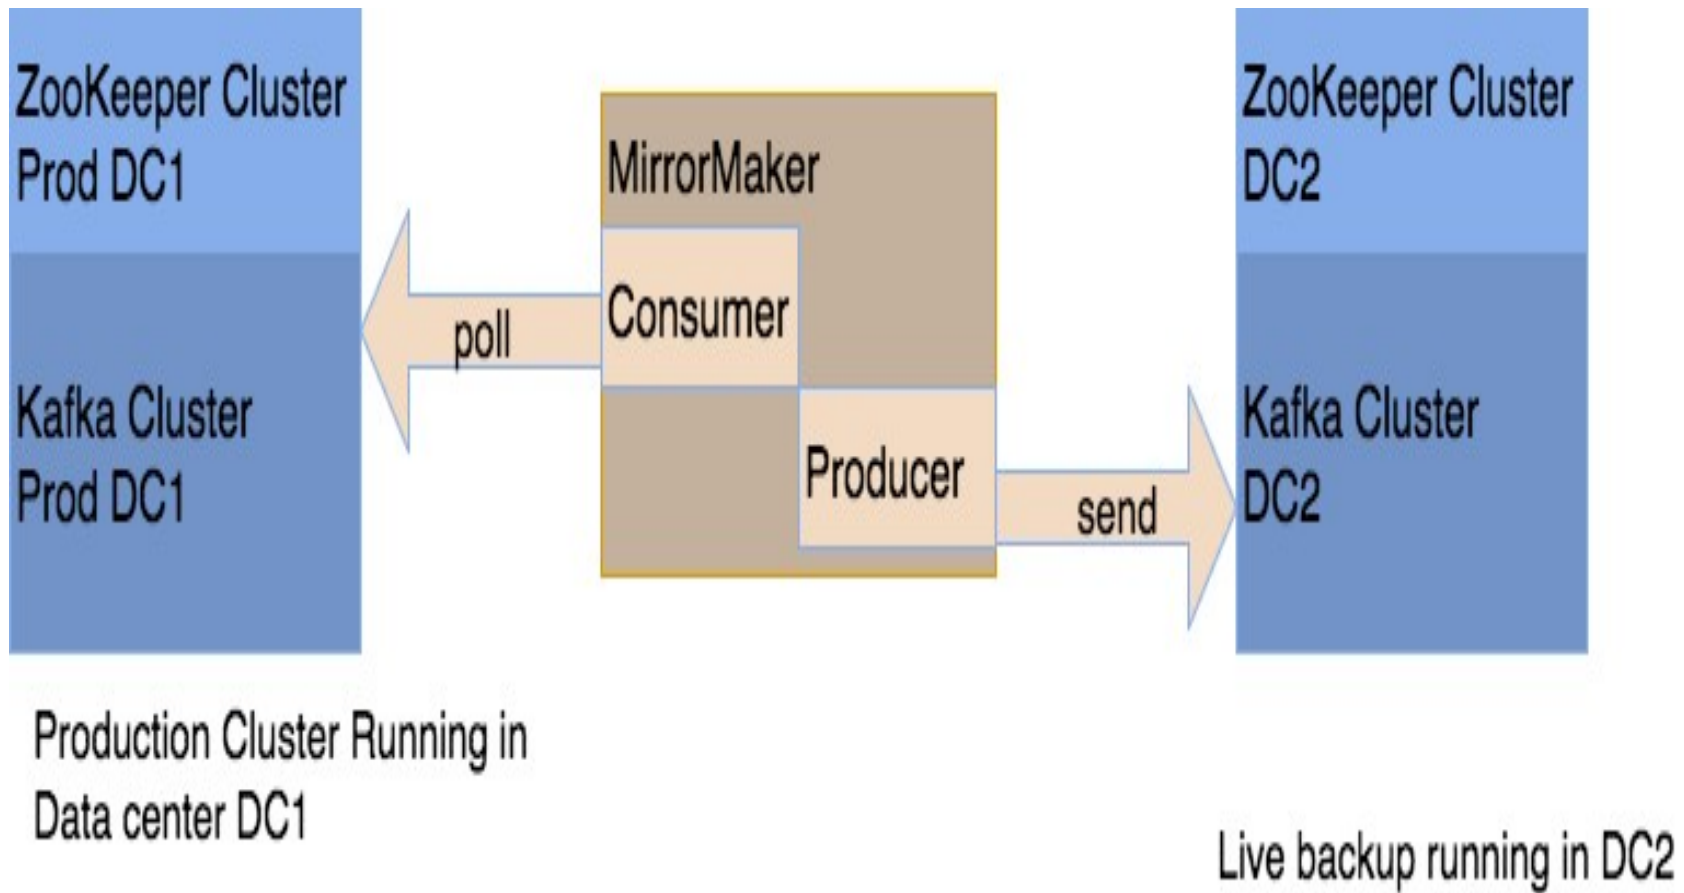 ZooKeeper Cluster
Prod DC1
Kafka Cluster
Prod DC1
poll
MirrorMaker
Consumer
Producer
send
ZooKeeper Cluster
DC2
Kafka Cluster
DC2
Production Cluster Running in
Data center DC1
Live backup running in DC2